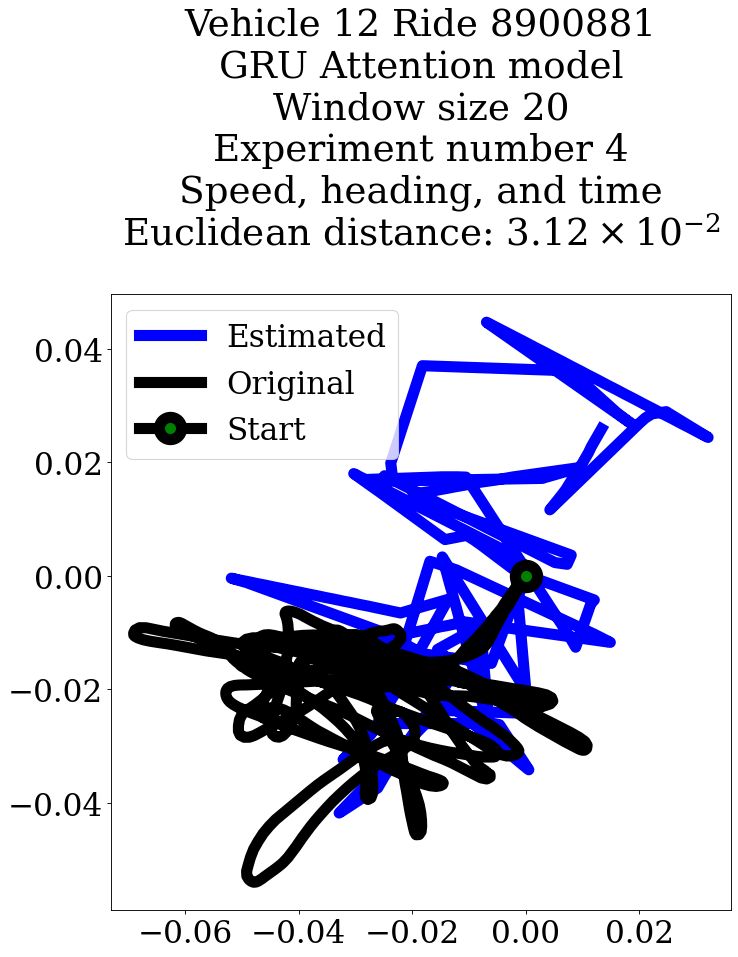 Vehicle 12 Ride 8900881
GRU Attention model
Window size 20
Experiment number 4
Speed, heading, and time
Euclidean distance: 3.12 × 10⁻²
Estimated
Original
Start
0.04
0.02
0.00
−0.02
−0.04
−0.06 −0.04 −0.02 0.00 0.02